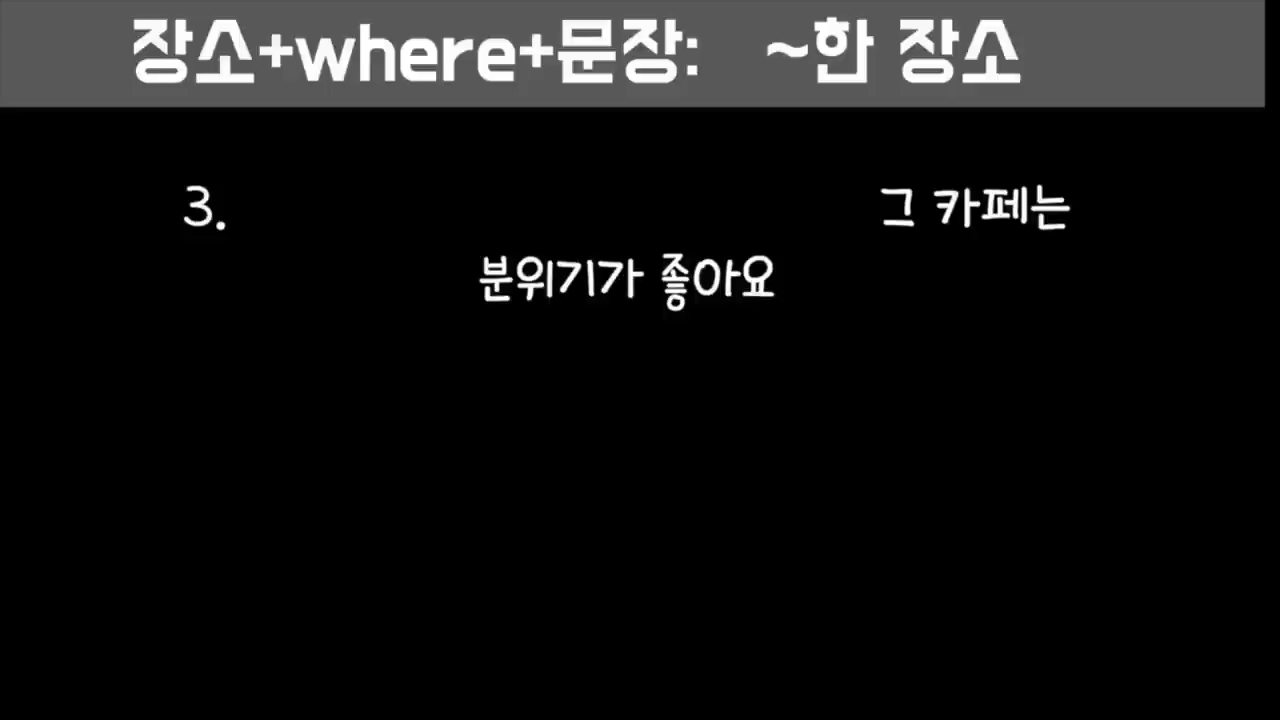 장소+where+문장: ~한 장소
3. 그 카페는
분위기가 좋아요